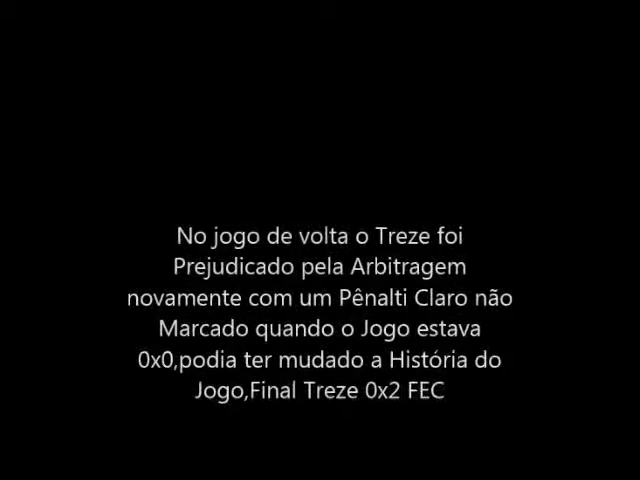 No jogo de volta o Treze foi
Prejudicado pela Arbitragem
novamente com um Pênalti Claro não
Marcado quando o Jogo estava
0x0,podia ter mudado a História do
Jogo,Final Treze 0x2 FEC